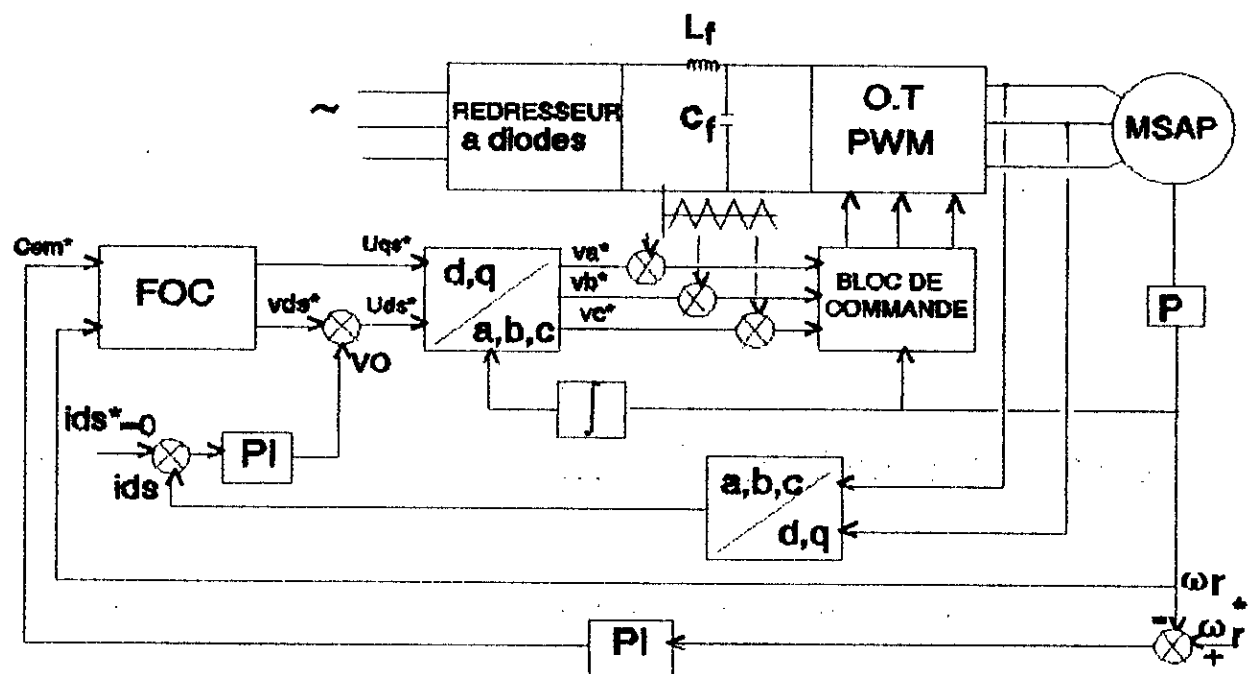 Lf
~
REDRESSEUR
a diodes
Cf
O.T
PWM
MSAP
Cem*
FOC
Uqs*
vds*
Uds*
VO
d,q
a,b,c
va*
vb*
vc*
BLOC DE
COMMANDE
P
∫
ids*=0
PI
ids
a,b,c
d,q
ωr
-
ωr*
+
PI